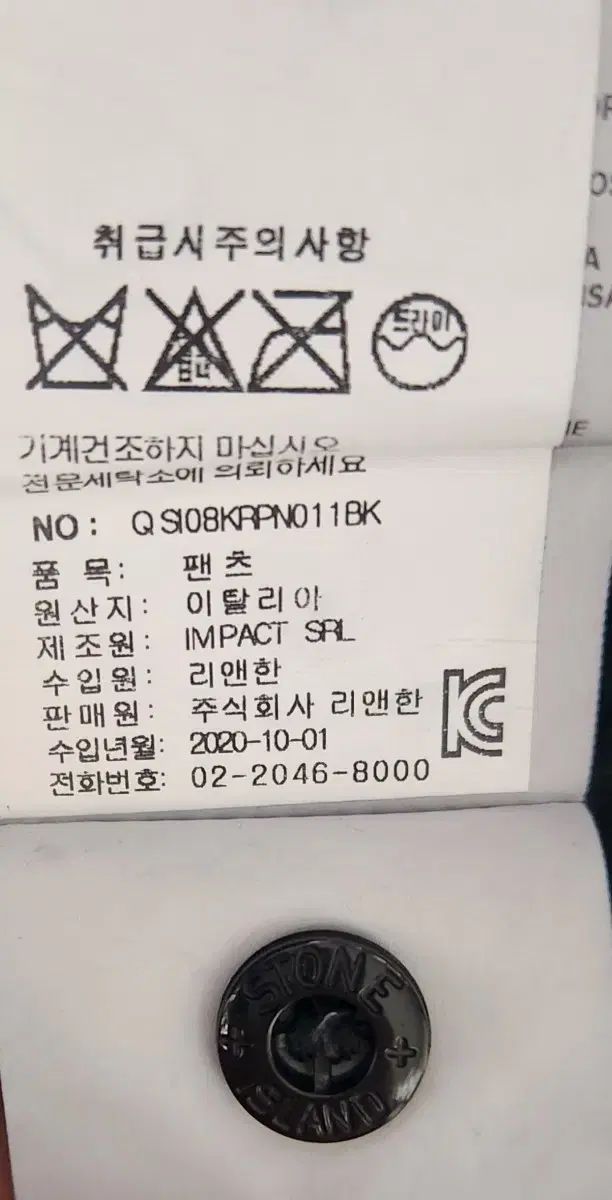 취급시주의사항
드라이
기계건조하지 마십시오
전문세탁소에 의뢰하세요
NO : QSI08KRPN011BK
품 목: 팬츠
원산지: 이탈리아
제조원: IMPACT SRL
수입원: 리앤한
판매원: 주식회사 리앤한
수입년월: 2020-10-01
전화번호: 02-2046-8000
KC
STONE
ISLAND